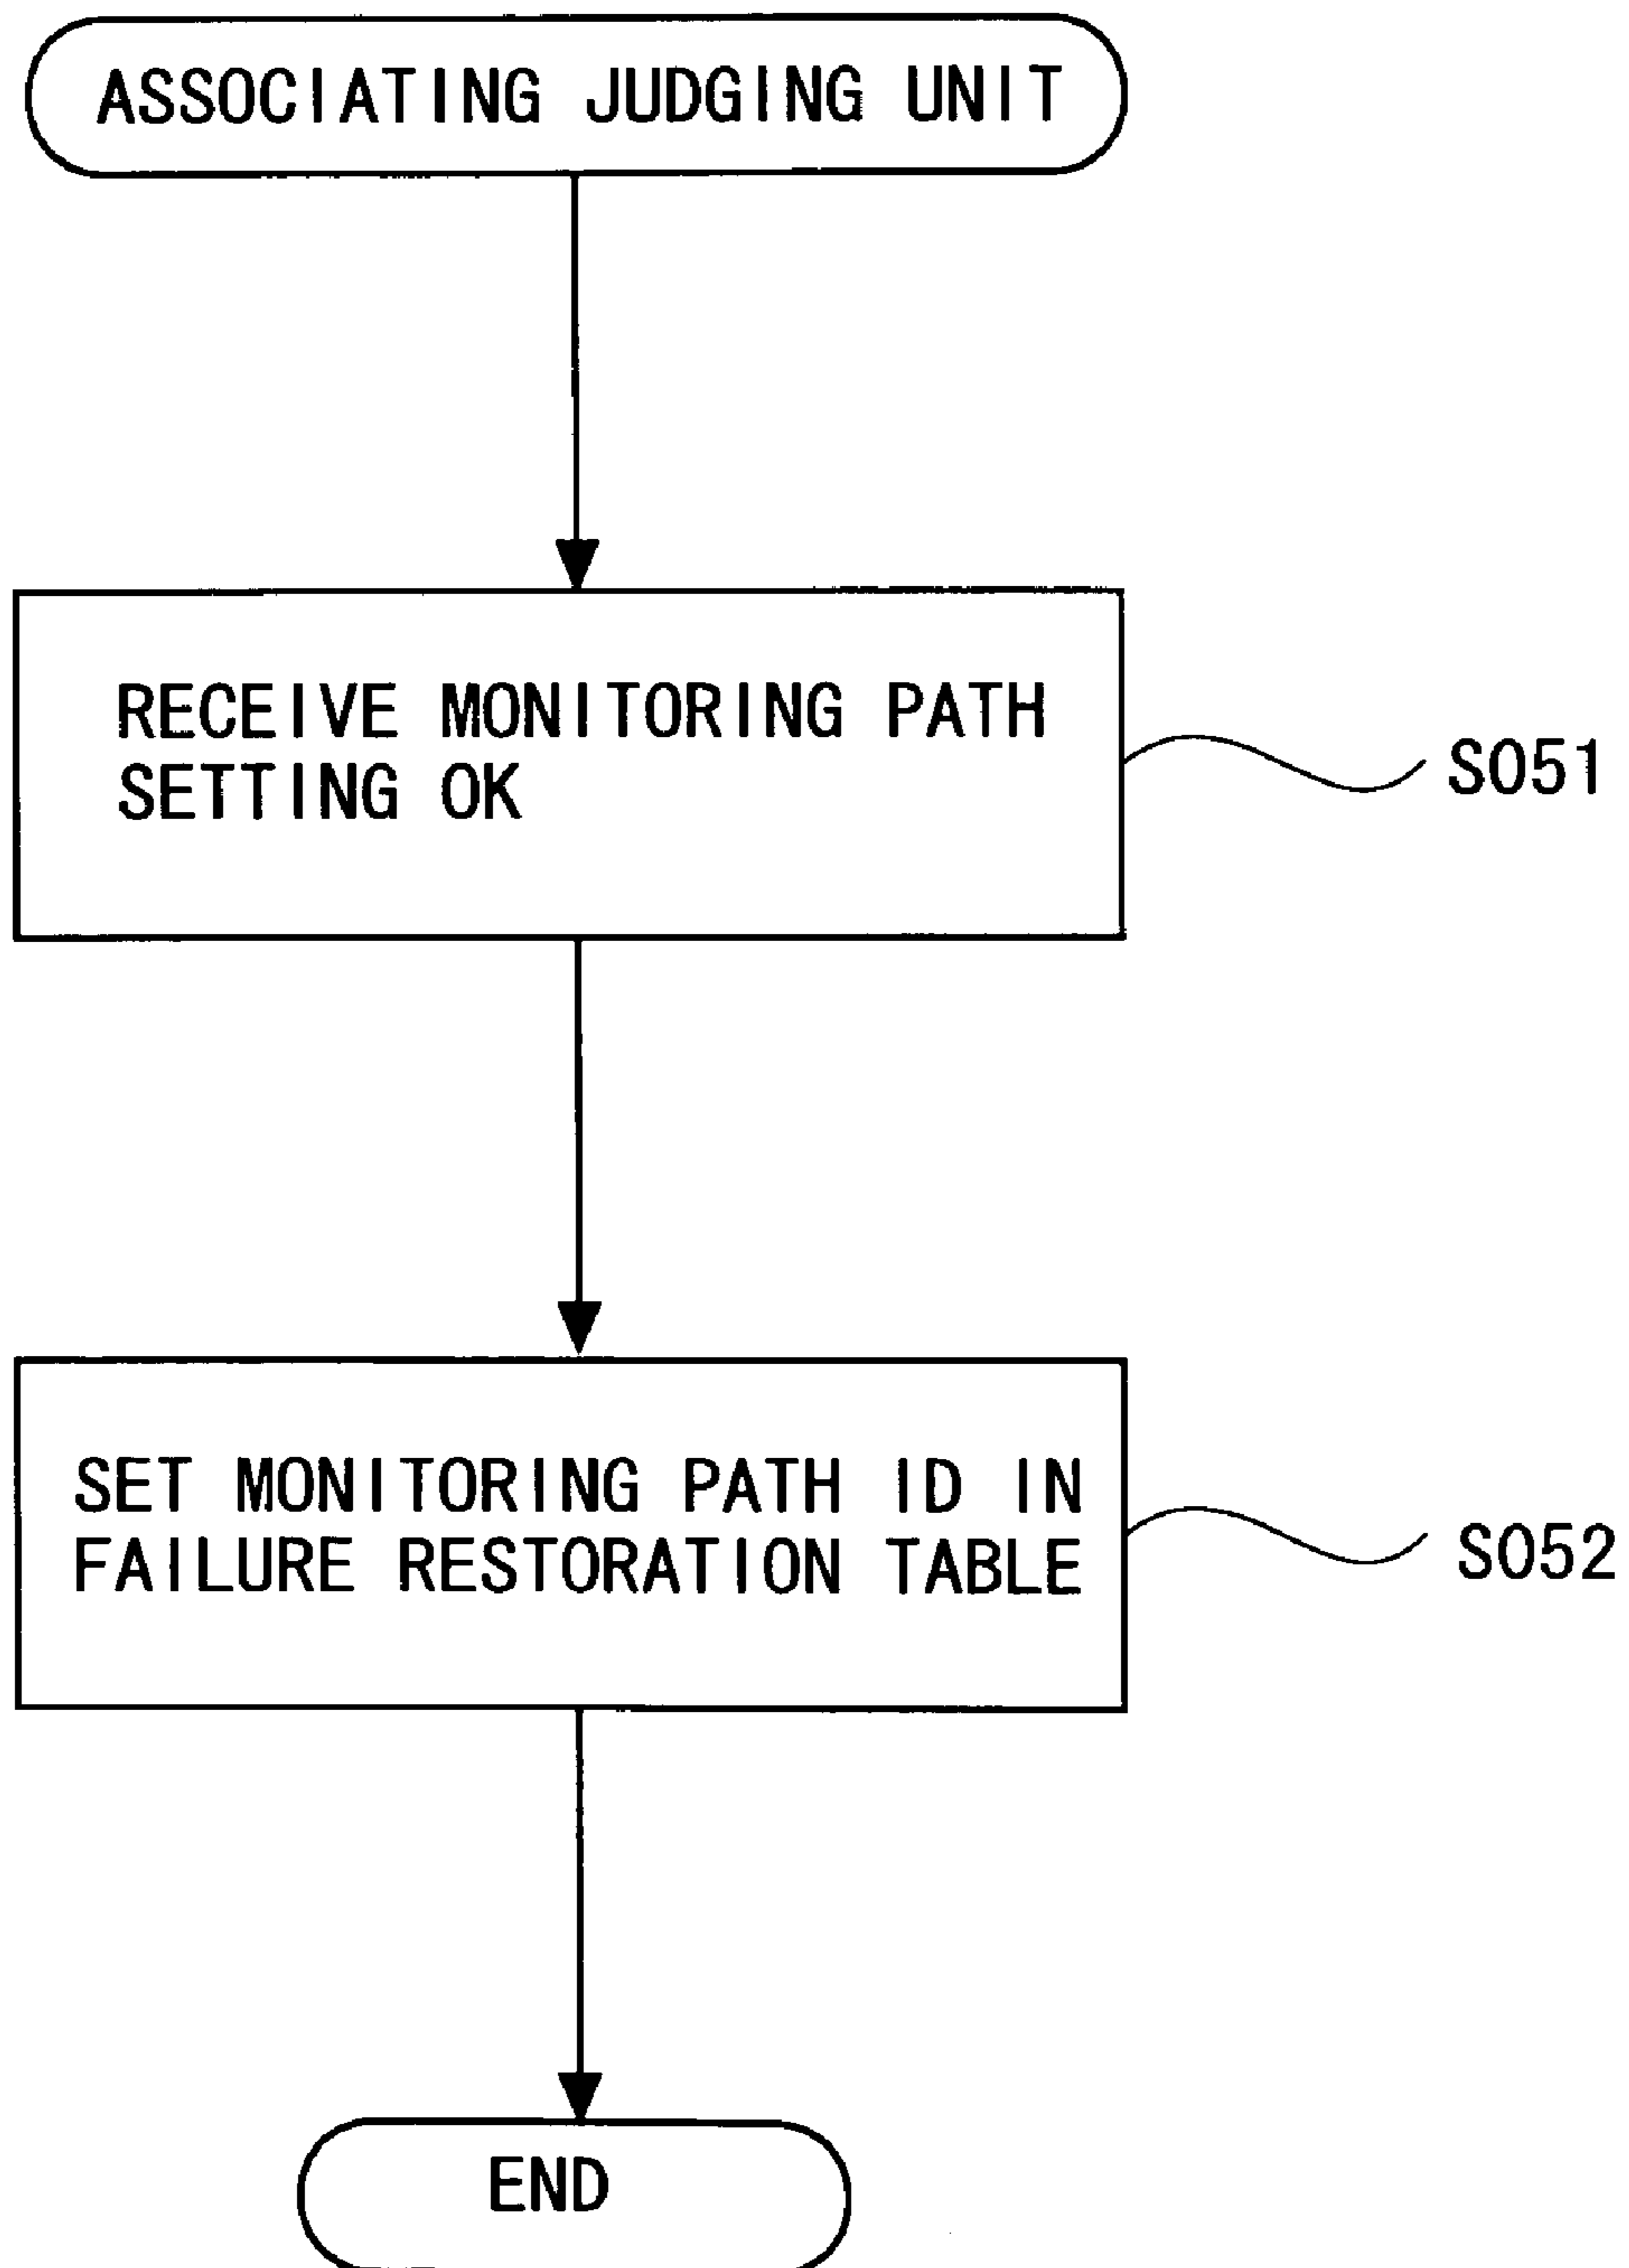 ASSOCIATING JUDGING UNIT
RECEIVE MONITORING PATH
SETTING OK
S051
SET MONITORING PATH ID IN
FAILURE RESTORATION TABLE
S052
END